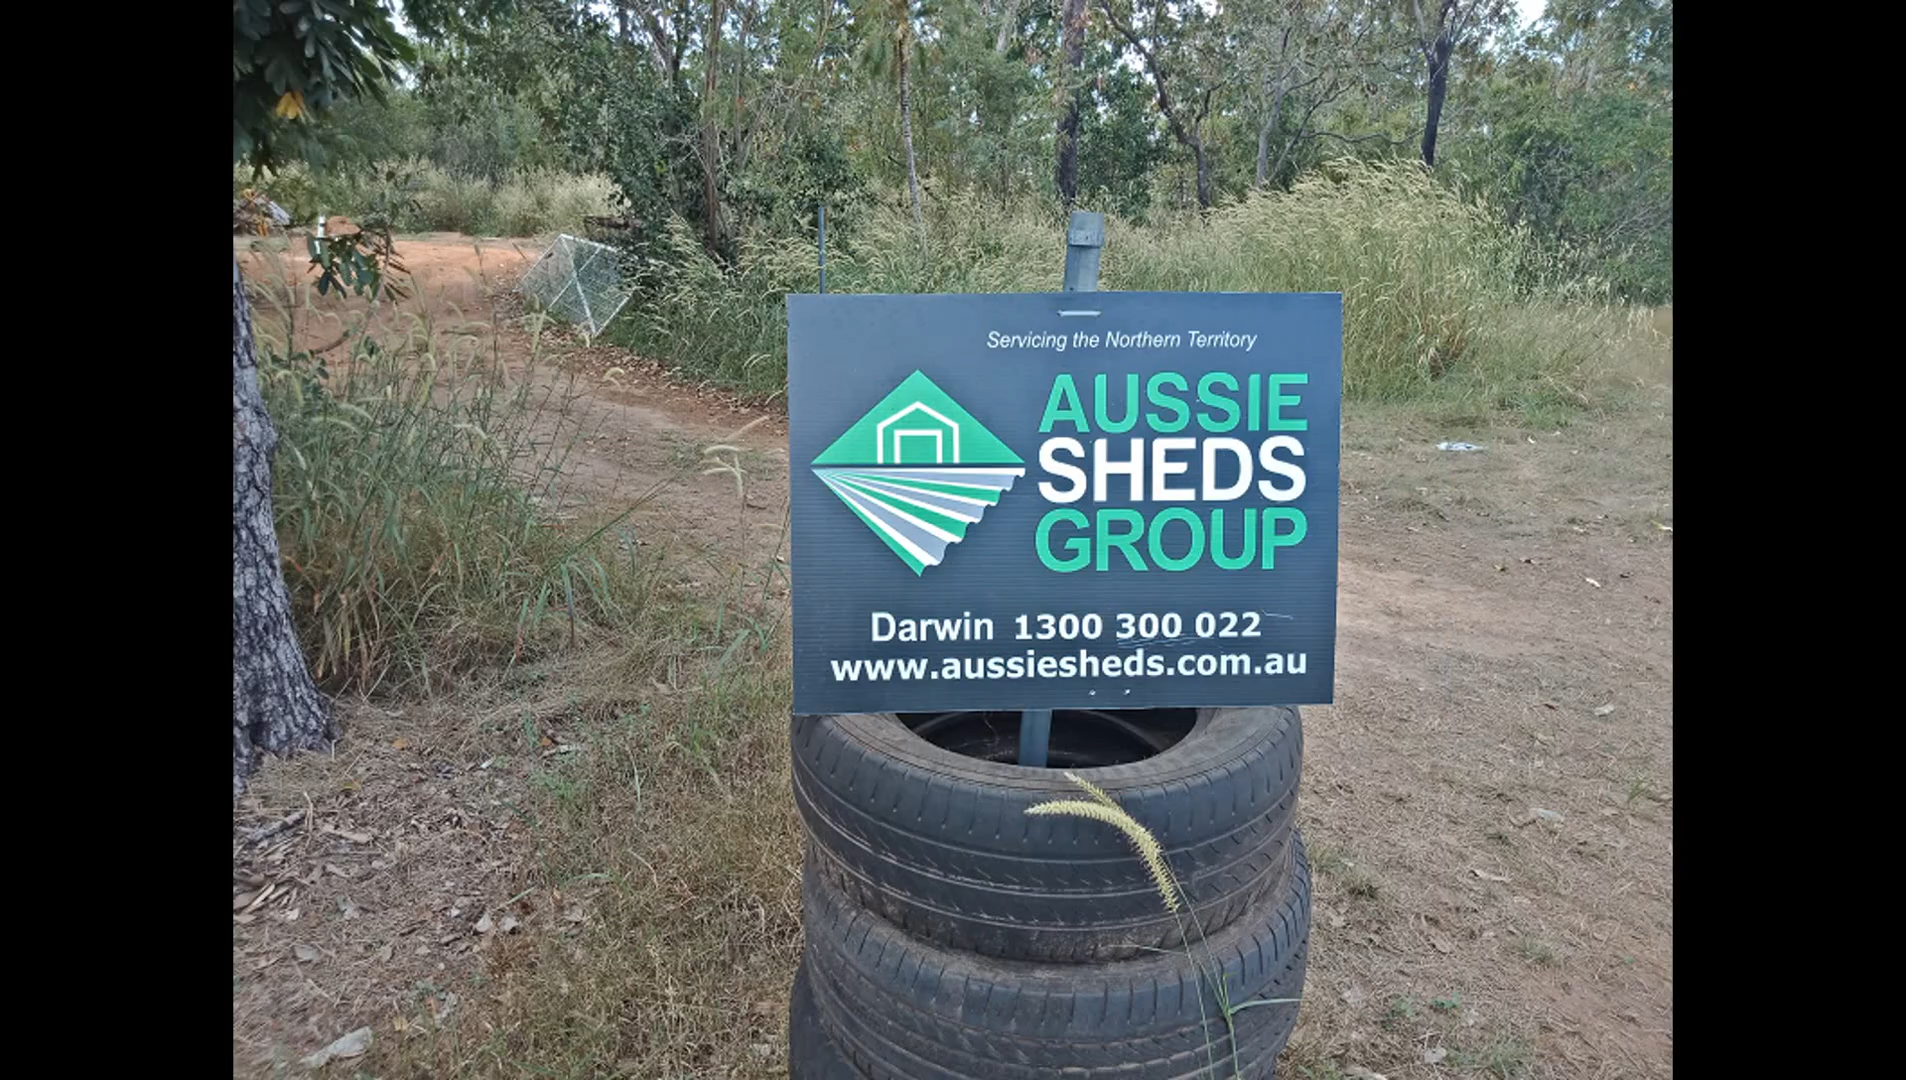 Servicing the Northern Territory
AUSSIE
SHEDS
GROUP
Darwin 1300 300 022
www.aussiesheds.com.au